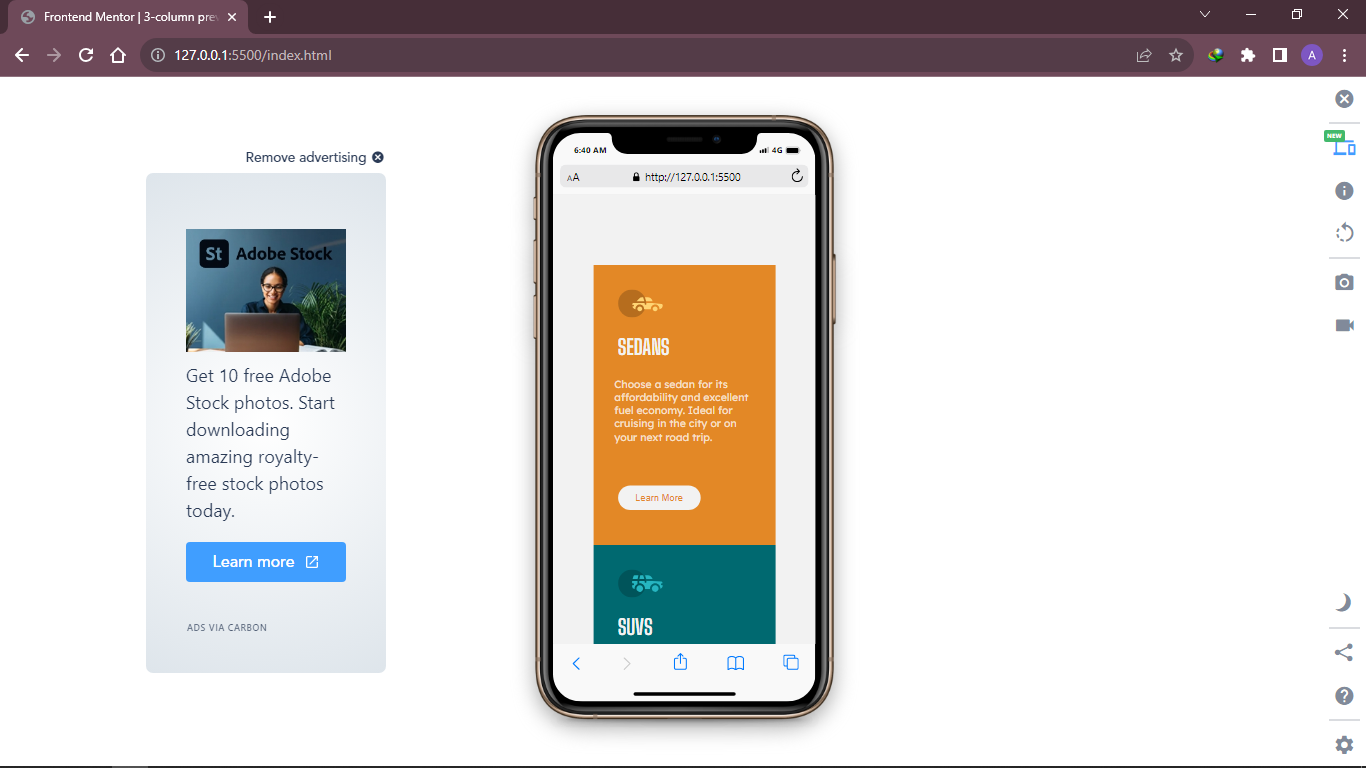 Frontend Mentor | 3-column prev
127.0.0.1:5500/index.html
A
Remove advertising
St Adobe Stock
Get 10 free Adobe
Stock photos. Start
downloading
amazing royalty-
free stock photos
today.
Learn more
ADS VIA CARBON
6:40 AM
4G
AA
http://127.0.0.1:5500
SEDANS
Choose a sedan for its
affordability and excellent
fuel economy. Ideal for
cruising in the city or on
your next road trip.
Learn More
SUVS
NEW